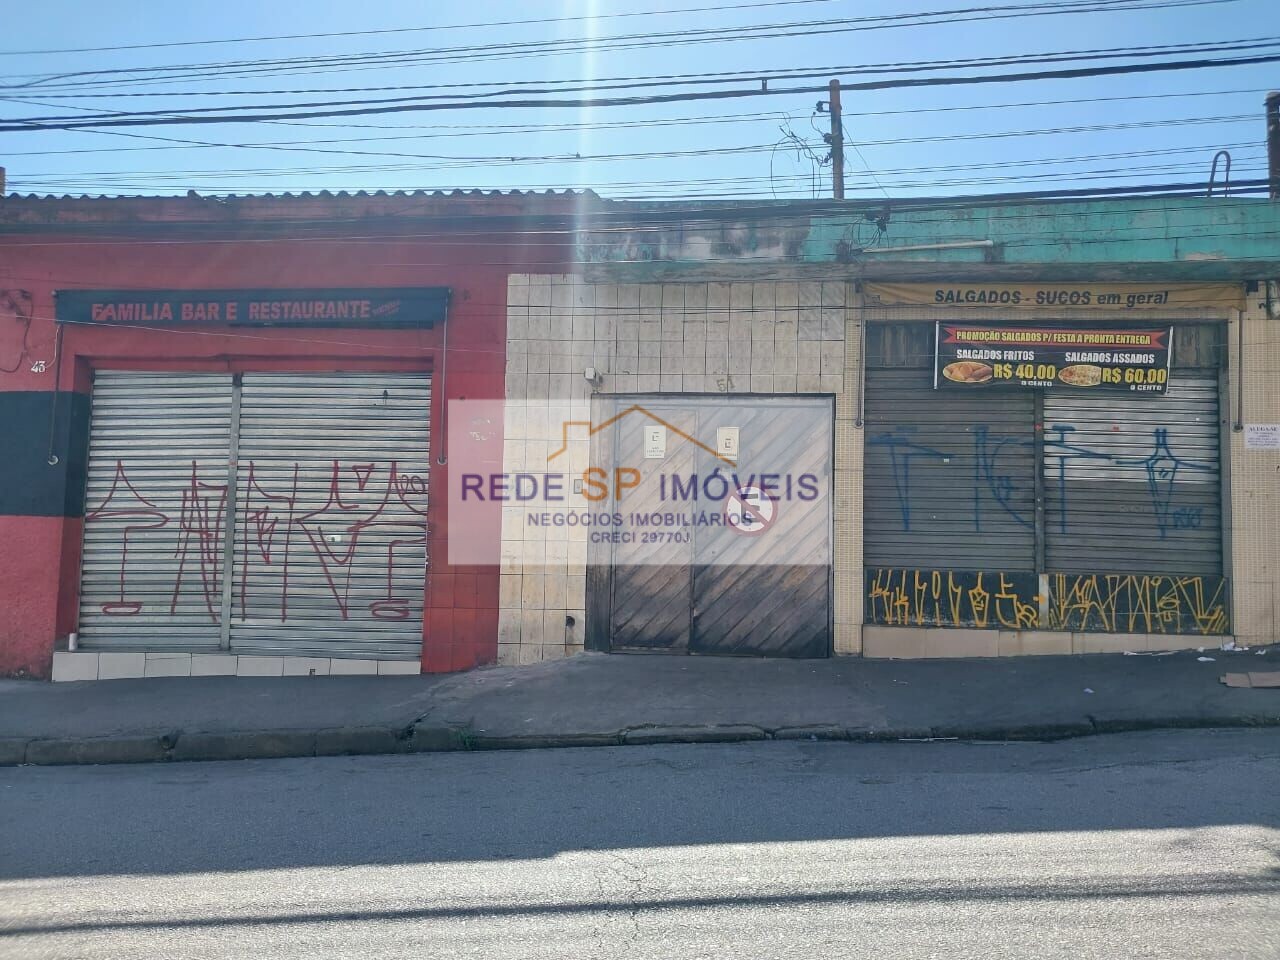 FAMILIA BAR E RESTAURANTE
43
51
SALGADOS - SUCOS em geral
PROMOÇÃO SALGADOS P/ FESTA A PRONTA ENTREGA
SALGADOS FRITOS
R$ 40,00
O CENTO
SALGADOS ASSADOS
R$ 60,00
O CENTO
ALUGA-SE
E
REDE SP IMÓVEIS
NEGÓCIOS IMOBILIÁRIOS
CRECI 29770J